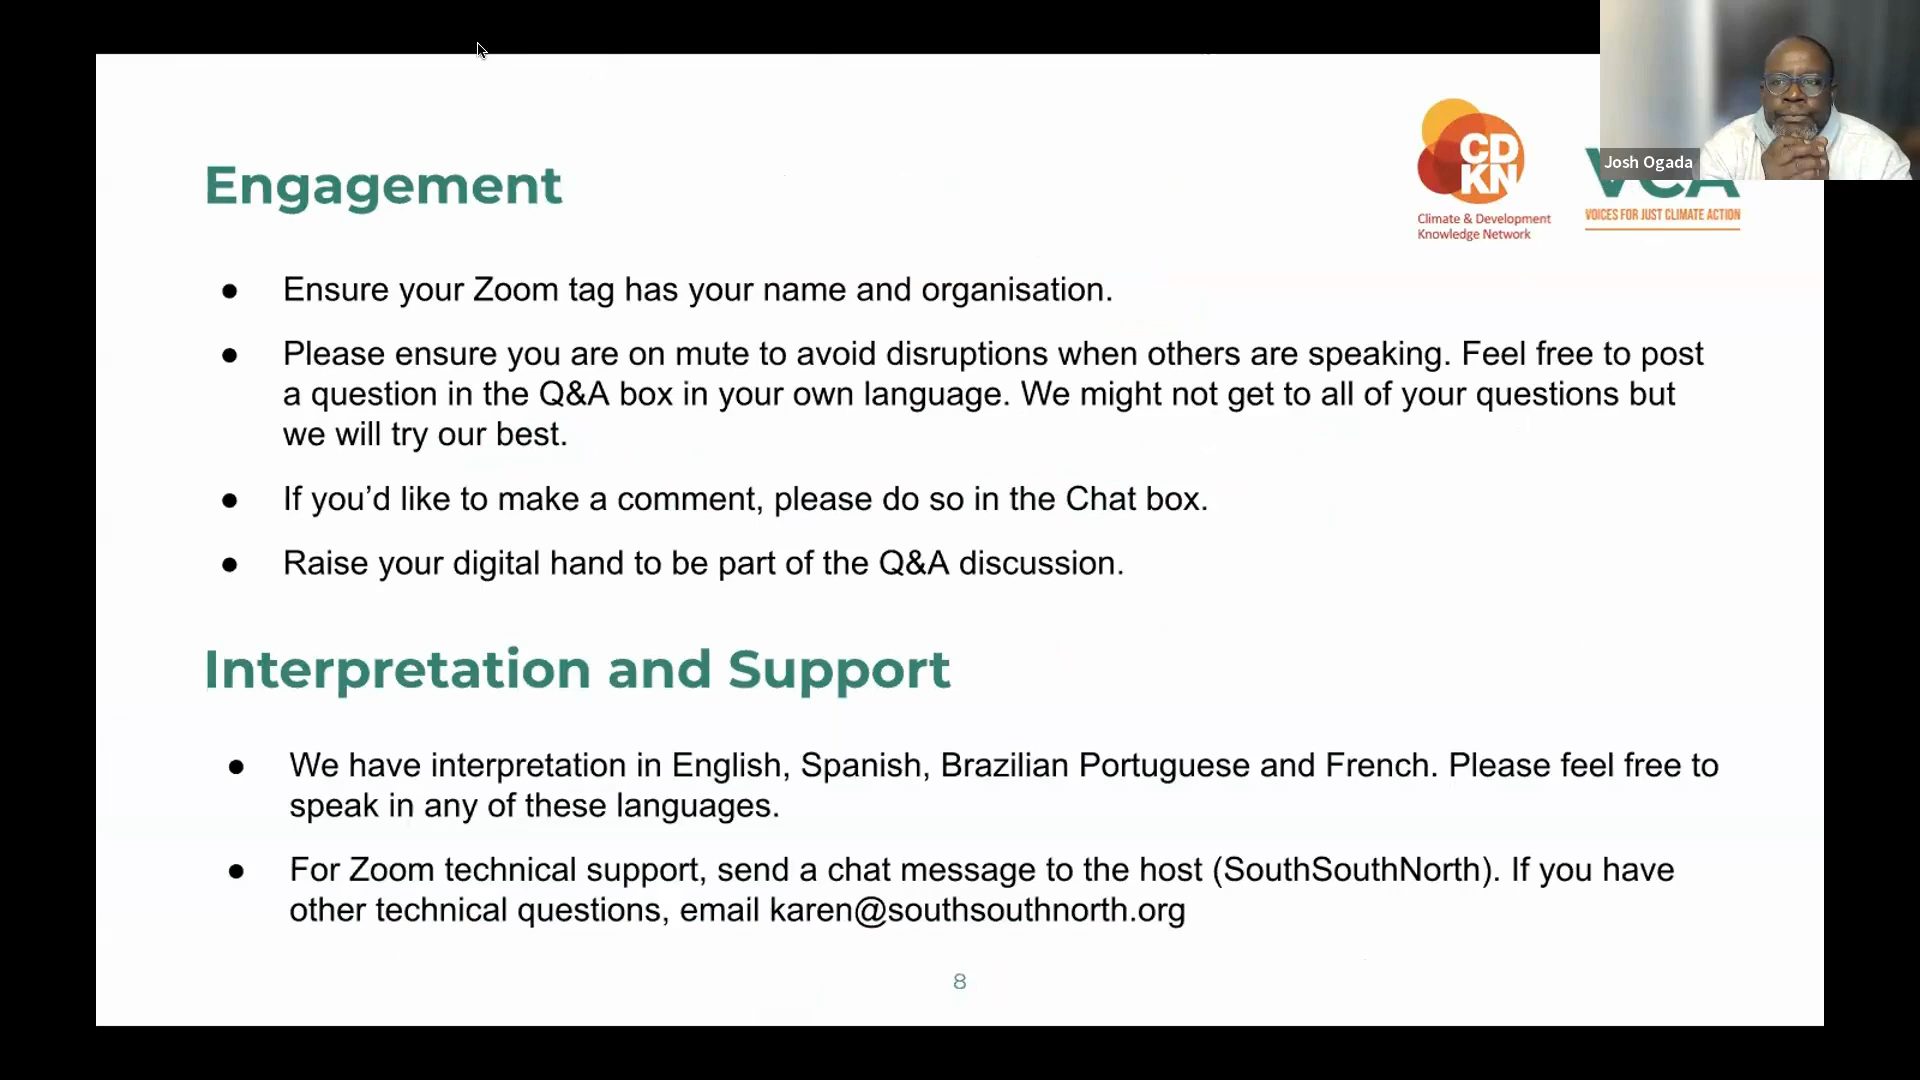 Josh Ogada
CD
KN
Climate & Development
Knowledge Network
VCA
VOICES FOR JUST CLIMATE ACTION
Engagement
● Ensure your Zoom tag has your name and organisation.
● Please ensure you are on mute to avoid disruptions when others are speaking. Feel free to post
a question in the Q&A box in your own language. We might not get to all of your questions but
we will try our best.
● If you’d like to make a comment, please do so in the Chat box.
● Raise your digital hand to be part of the Q&A discussion.
Interpretation and Support
● We have interpretation in English, Spanish, Brazilian Portuguese and French. Please feel free to
speak in any of these languages.
● For Zoom technical support, send a chat message to the host (SouthSouthNorth). If you have
other technical questions, email karen@southsouthnorth.org
8